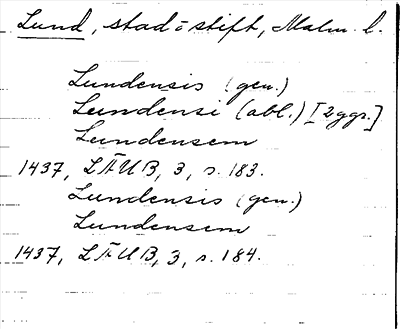 Lund, stad o stift, Malm. l.
Lundensis (gen.)
Lundensi (abl.) [2 ggr.]
Lundensem
1437, LÄUB, 3, s. 183.
Lundensis (gen.)
Lundensem
1437, LÄUB, 3, s. 184.